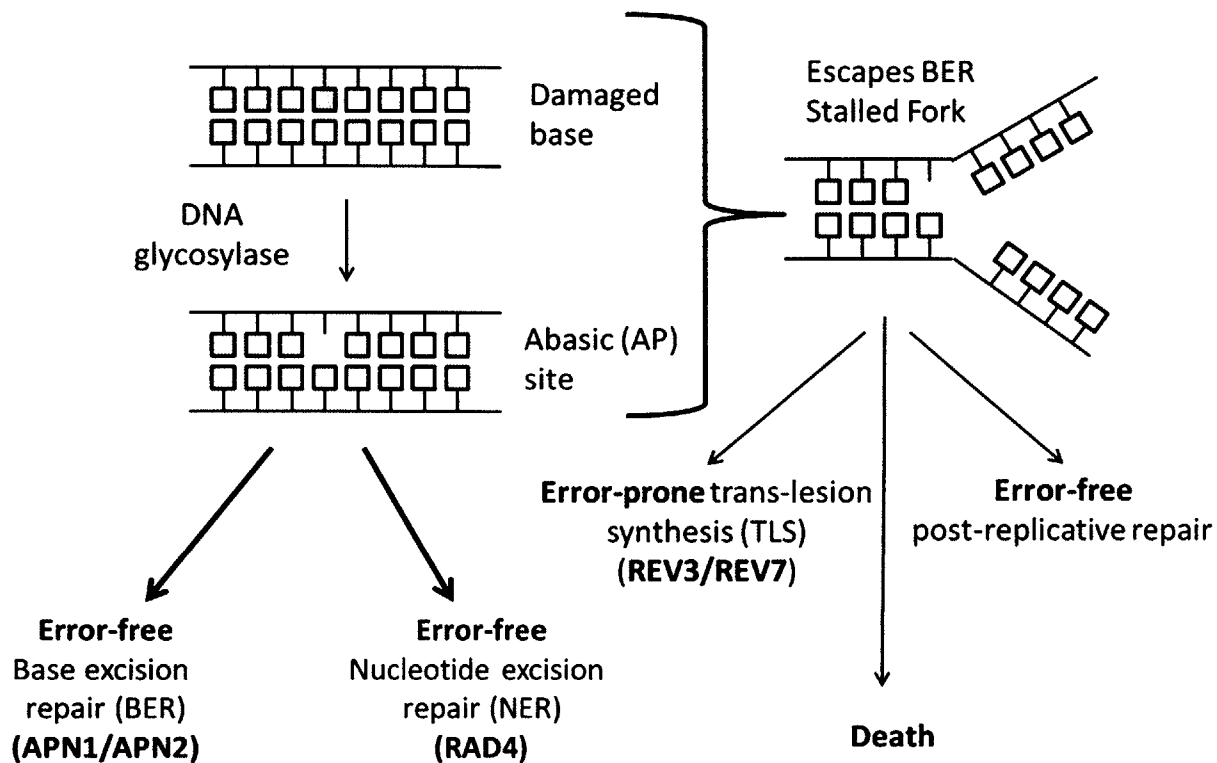 Damaged
base
DNA
glycosylase
Abasic (AP)
site
Escapes BER
Stalled Fork
Error-free
Base excision
repair (BER)
(APN1/APN2)
Error-free
Nucleotide excision
repair (NER)
(RAD4)
Error-prone trans-lesion
synthesis (TLS)
(REV3/REV7)
Death
Error-free
post-replicative repair